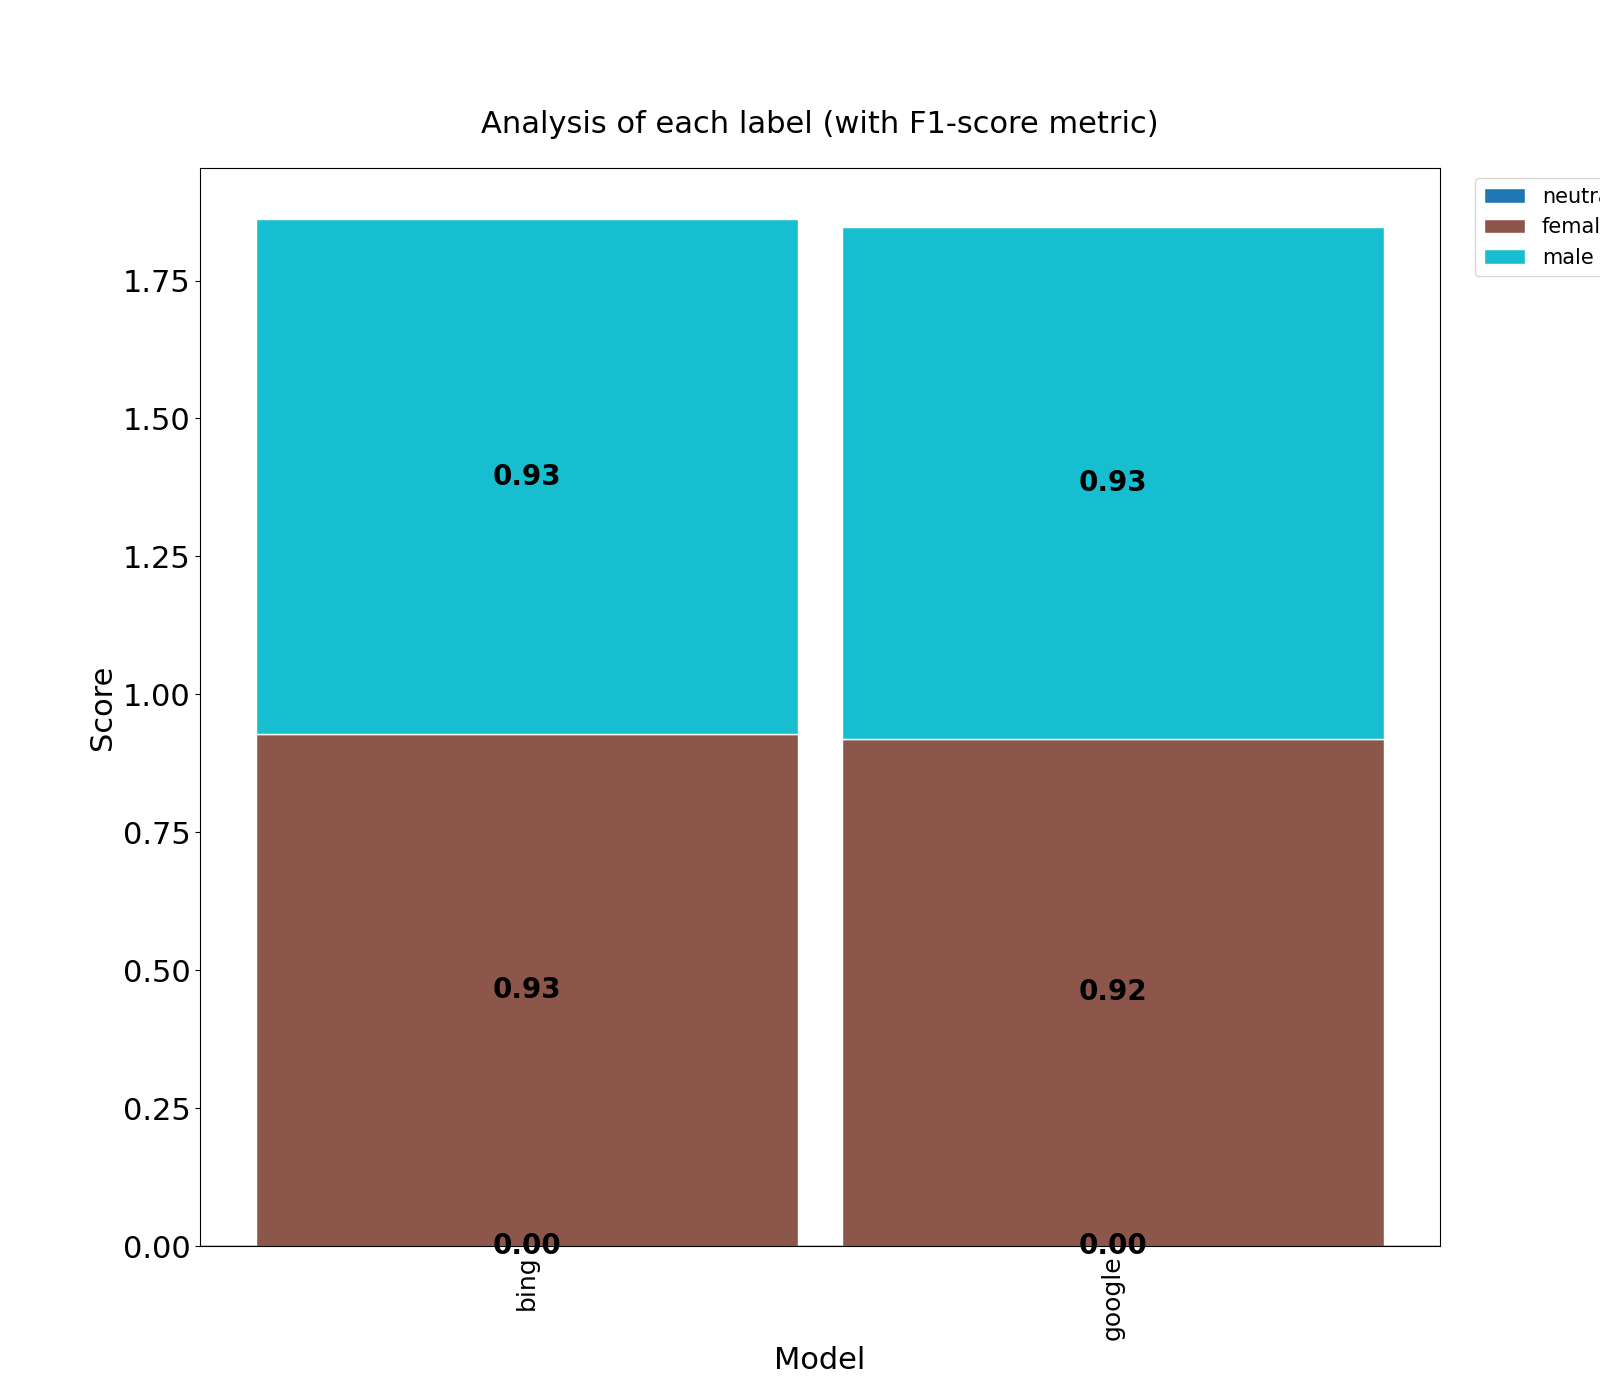 Analysis of each label (with F1-score metric)
neutra
femal
male
1.75
1.50
1.25
1.00
0.75
0.50
0.25
0.00
Score
0.93
0.93
0.93
0.92
0.00
0.00
bing
google
Model